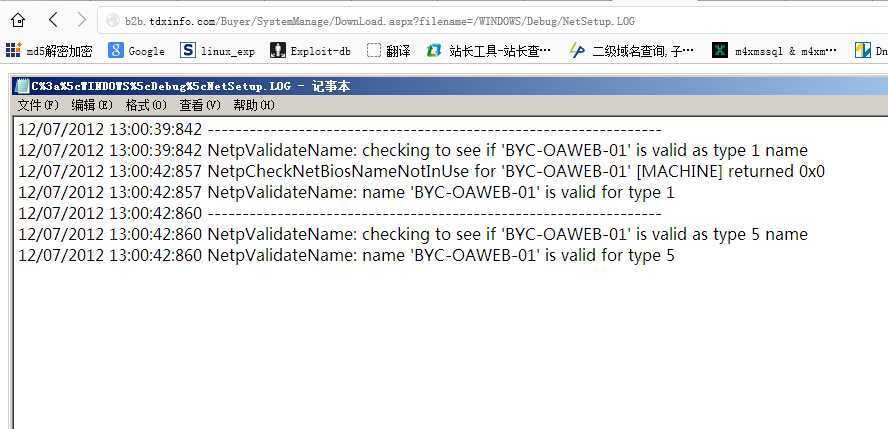 b2b.tdxinfo.com/Buyer/SystemManage/DownLoad.aspx?filename=/WINDOWS/Debug/NetSetup.LOG
md5解密加密 Google linux_exp Exploit-db 翻译 站长工具-站长查… 二级域名查询, 子… m4xmssql & m4xm… Dn
C%3a%5cWINDOWS%5cDebug%5cNetSetup.LOG - 记事本
文件(F) 编辑(E) 格式(O) 查看(V) 帮助(H)
12/07/2012 13:00:39:842 -----------------------------------------------------------------
12/07/2012 13:00:39:842 NetpValidateName: checking to see if 'BYC-OAWEB-01' is valid as type 1 name
12/07/2012 13:00:42:857 NetpCheckNetBiosNameNotInUse for 'BYC-OAWEB-01' [MACHINE] returned 0x0
12/07/2012 13:00:42:857 NetpValidateName: name 'BYC-OAWEB-01' is valid for type 1
12/07/2012 13:00:42:860 -----------------------------------------------------------------
12/07/2012 13:00:42:860 NetpValidateName: checking to see if 'BYC-OAWEB-01' is valid as type 5 name
12/07/2012 13:00:42:860 NetpValidateName: name 'BYC-OAWEB-01' is valid for type 5